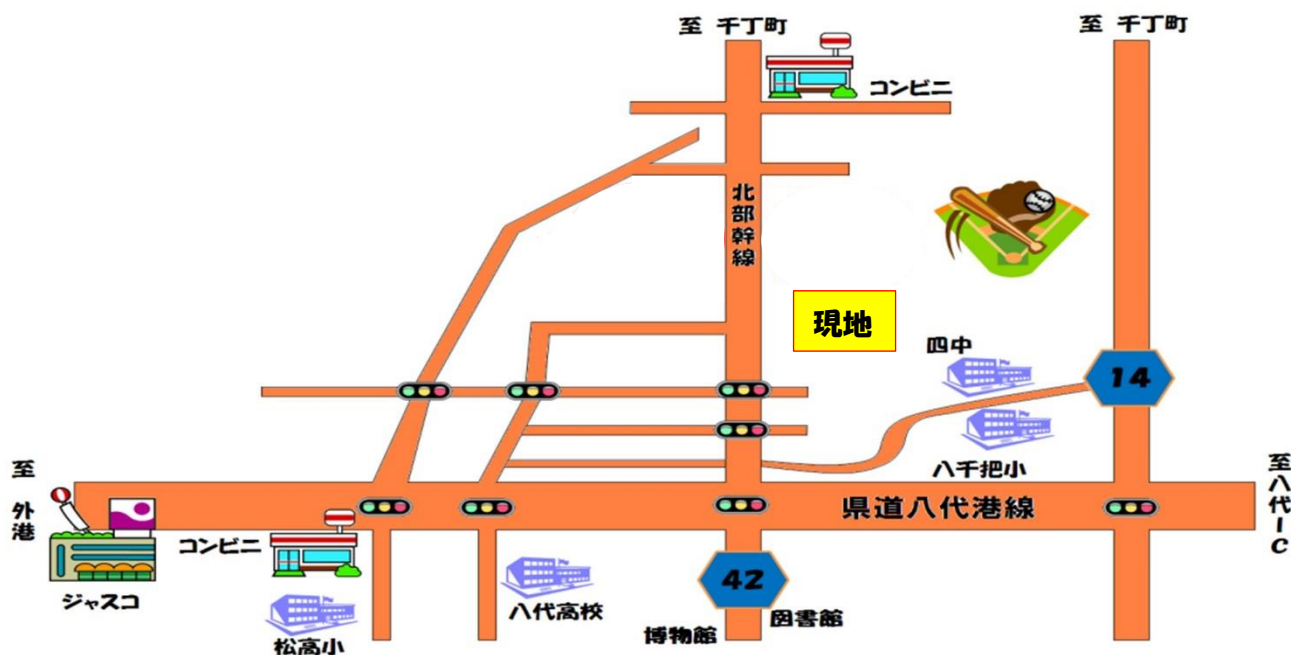 至 千丁町
至 千丁町
コンビニ
北部幹線
現地
四中
14
八千把小
至 外港
県道八代港線
至八代IC
コンビニ
ジャスコ
42
八代高校
松高小
博物館
図書館